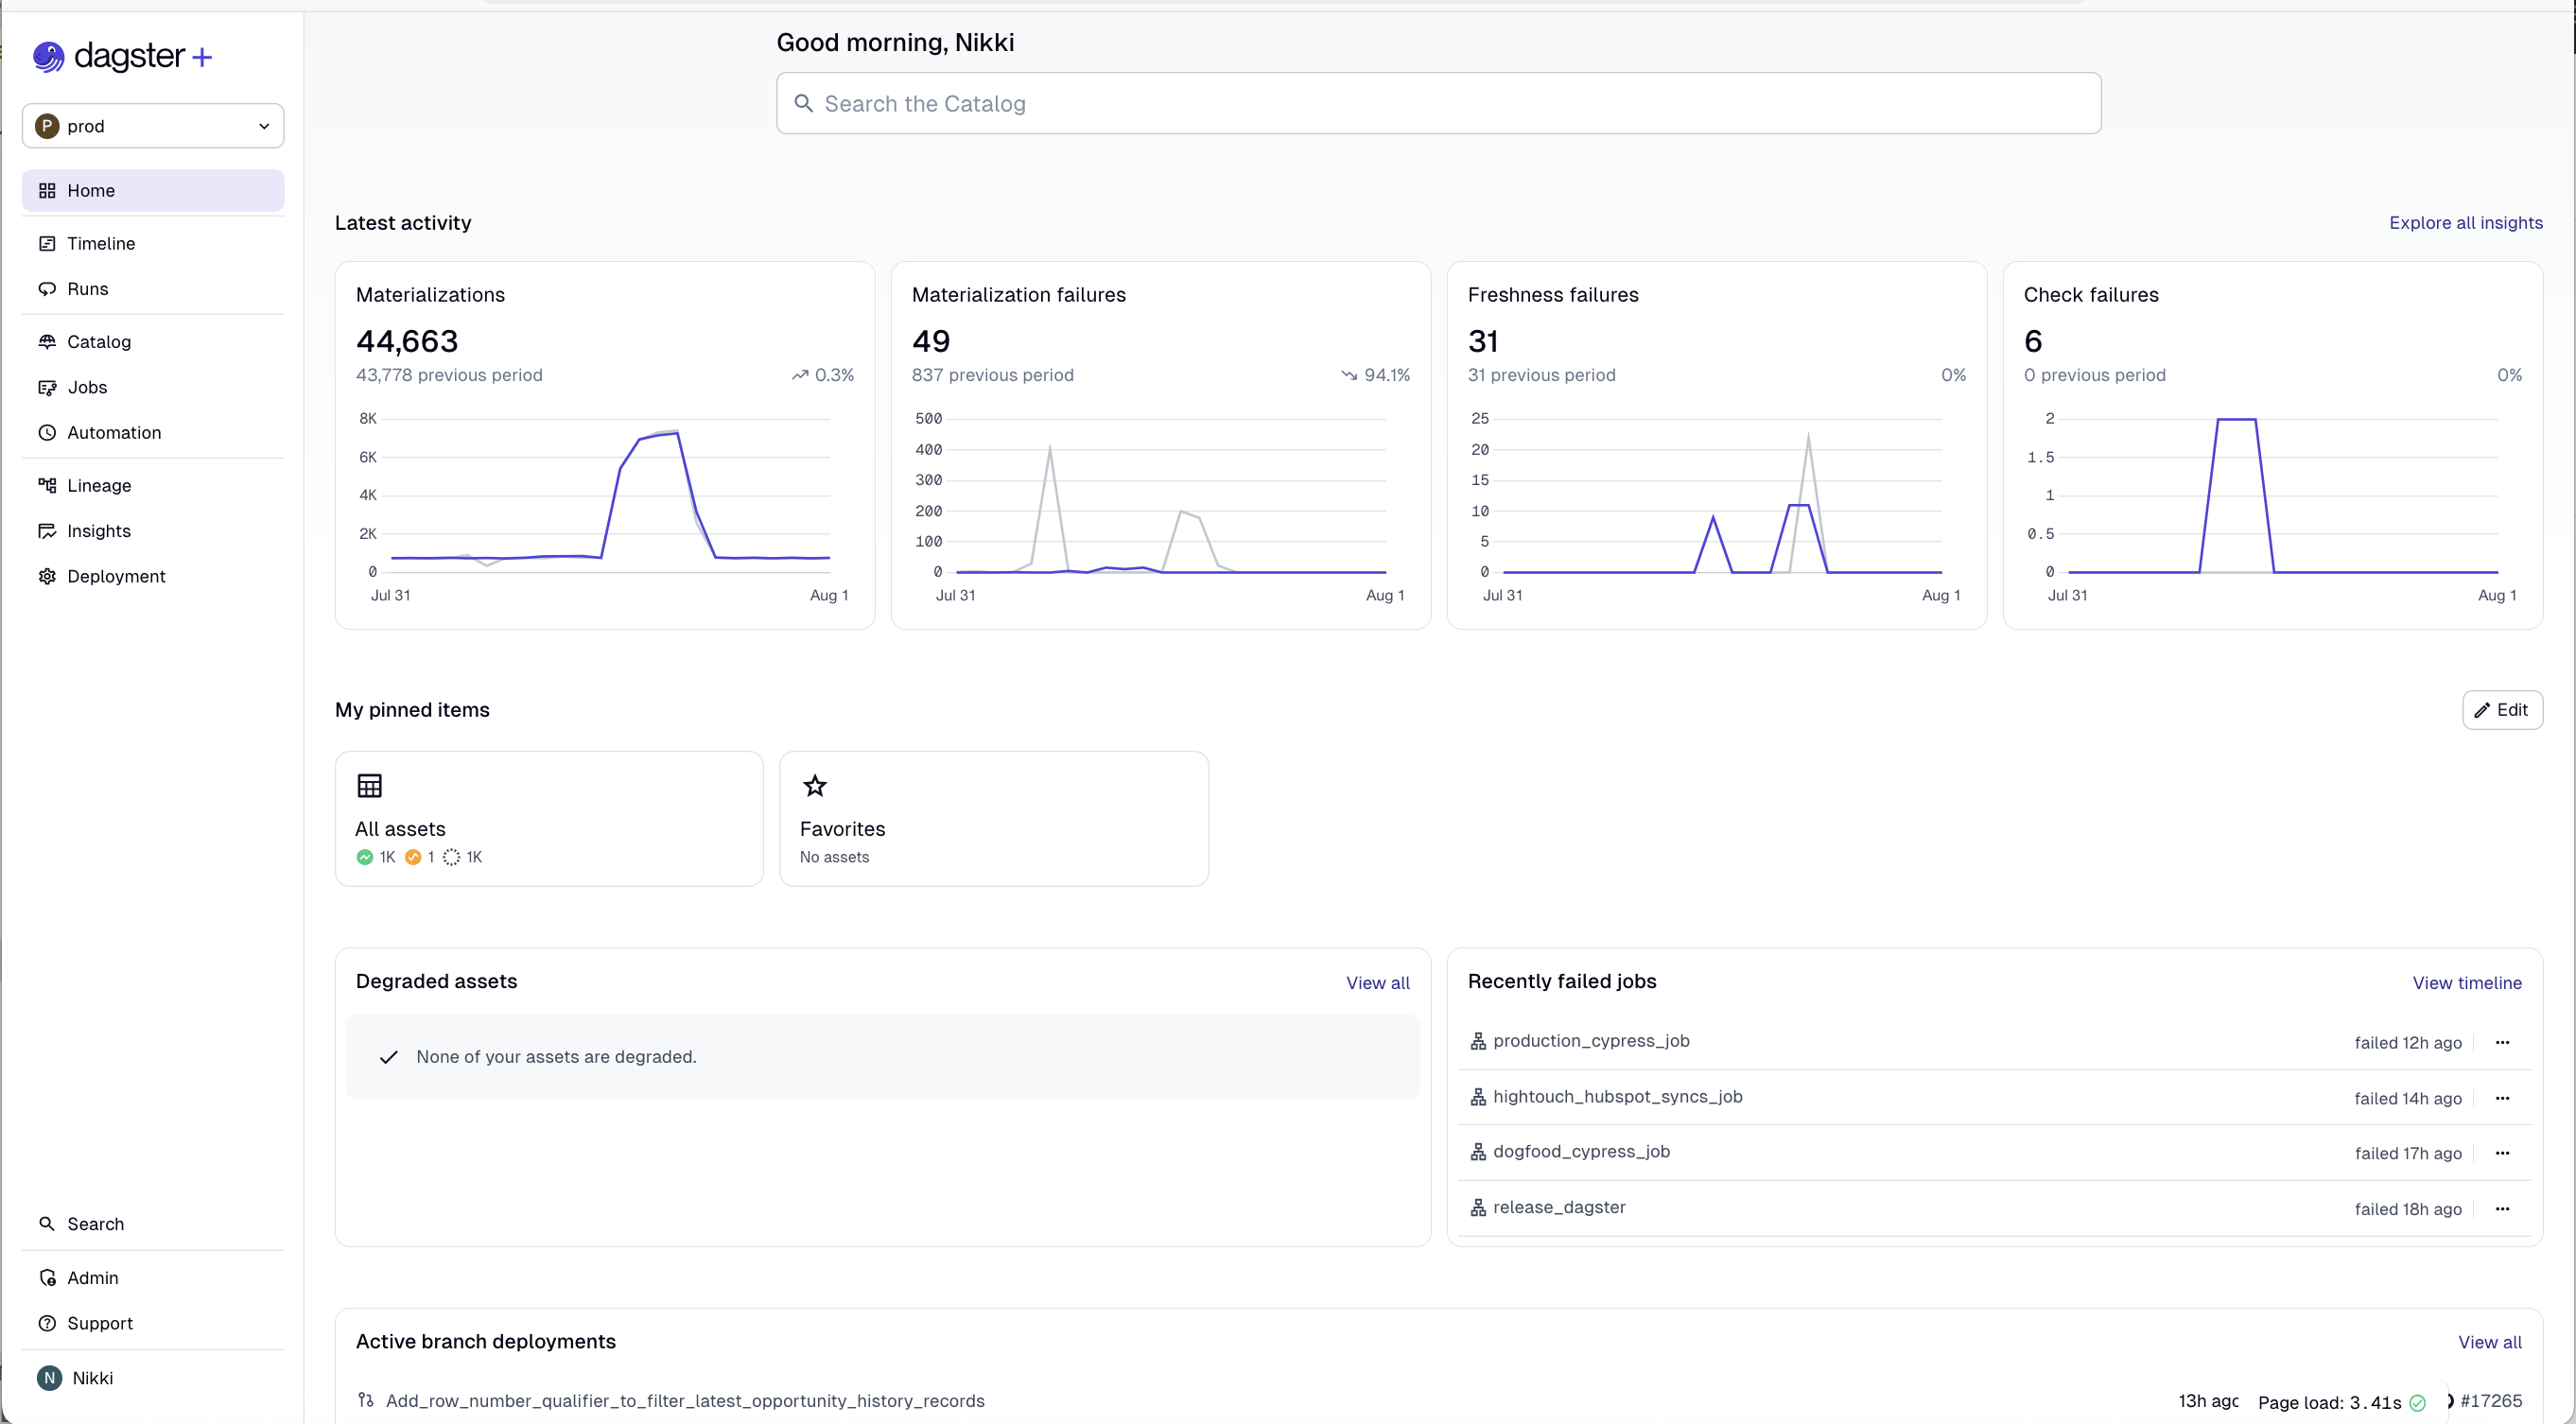 dagster+
P prod
Home
Timeline
Runs
Catalog
Jobs
Automation
Lineage
Insights
Deployment
Search
Admin
Support
N Nikki
Good morning, Nikki
Search the Catalog
Latest activity
Explore all insights
Materializations
44,663
43,778 previous period 0.3%
8K
6K
4K
2K
0
Jul 31 Aug 1
Materialization failures
49
837 previous period 94.1%
500
400
300
200
100
0
Jul 31 Aug 1
Freshness failures
31
31 previous period 0%
25
20
15
10
5
0
Jul 31 Aug 1
Check failures
6
0 previous period 0%
2
1.5
1
0.5
0
Jul 31 Aug 1
My pinned items
Edit
All assets
1K 1 1K
Favorites
No assets
Degraded assets
View all
None of your assets are degraded.
Recently failed jobs
View timeline
production_cypress_job failed 12h ago
hightouch_hubspot_syncs_job failed 14h ago
dogfood_cypress_job failed 17h ago
release_dagster failed 18h ago
Active branch deployments
View all
Add_row_number_qualifier_to_filter_latest_opportunity_history_records 13h ago #17265
Page load: 3.41s